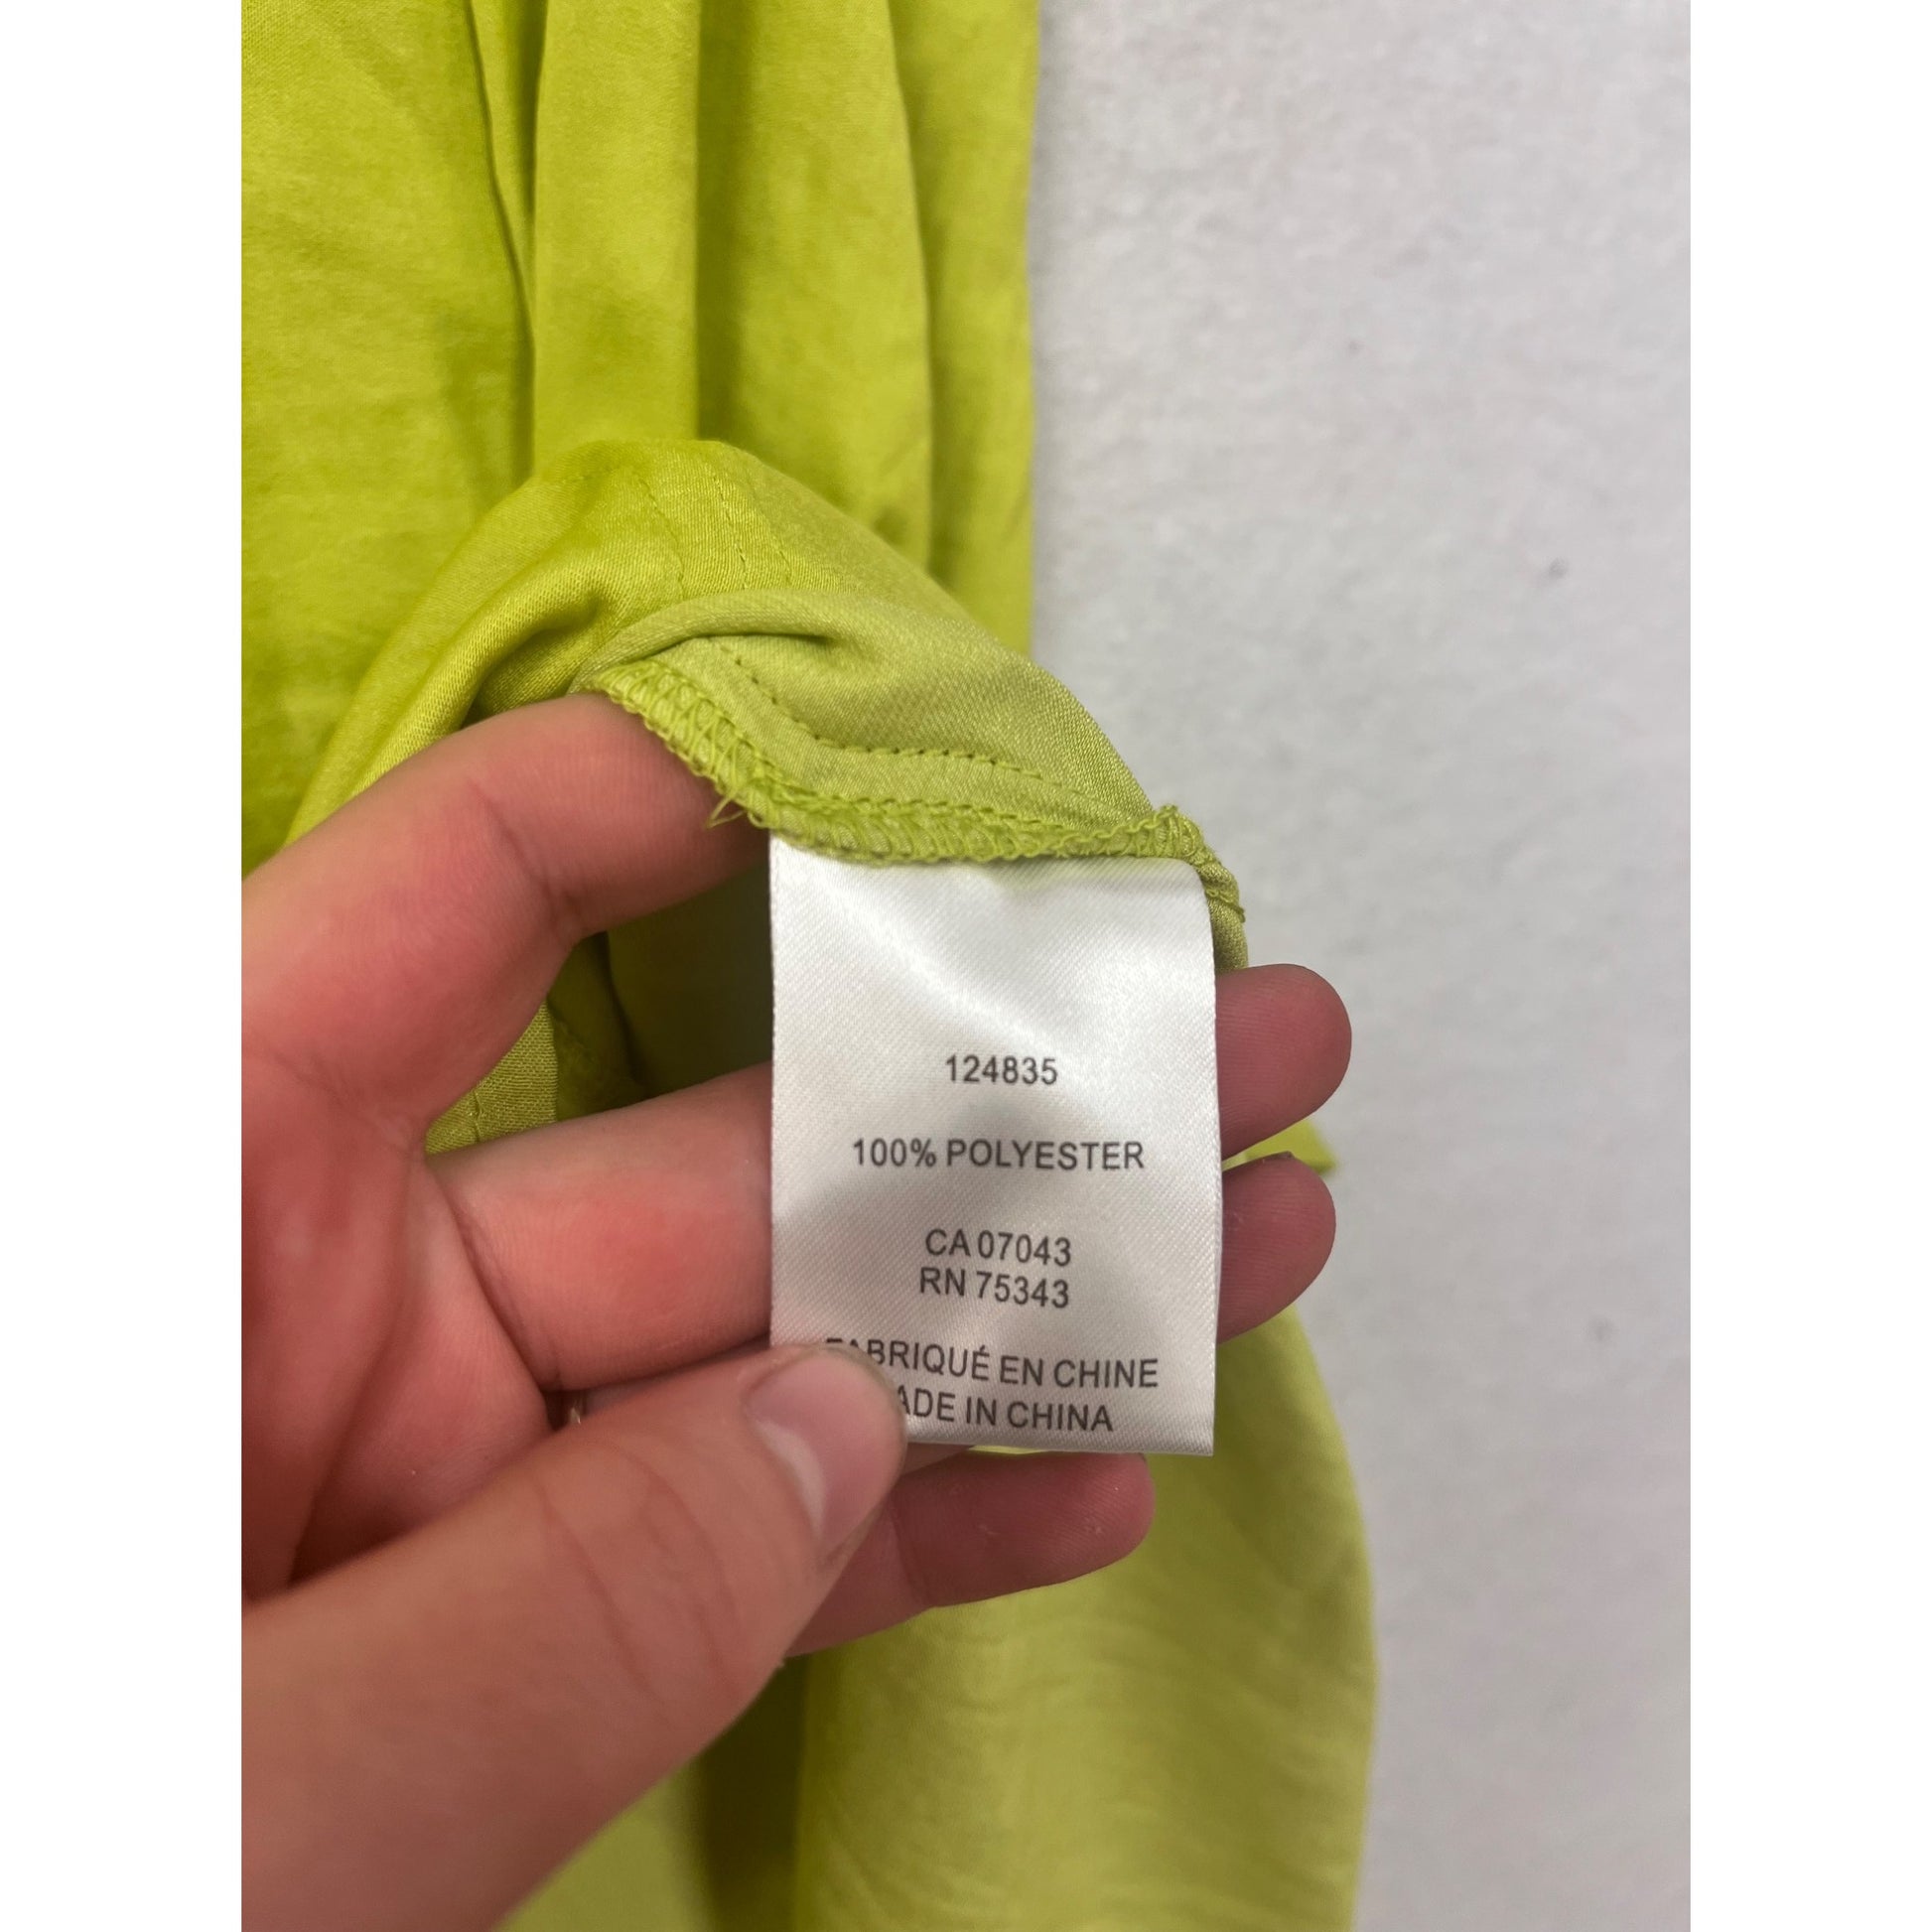 124835
100% POLYESTER
CA 07043
RN 75343
FABRIQUÉ EN CHINE
MADE IN CHINA